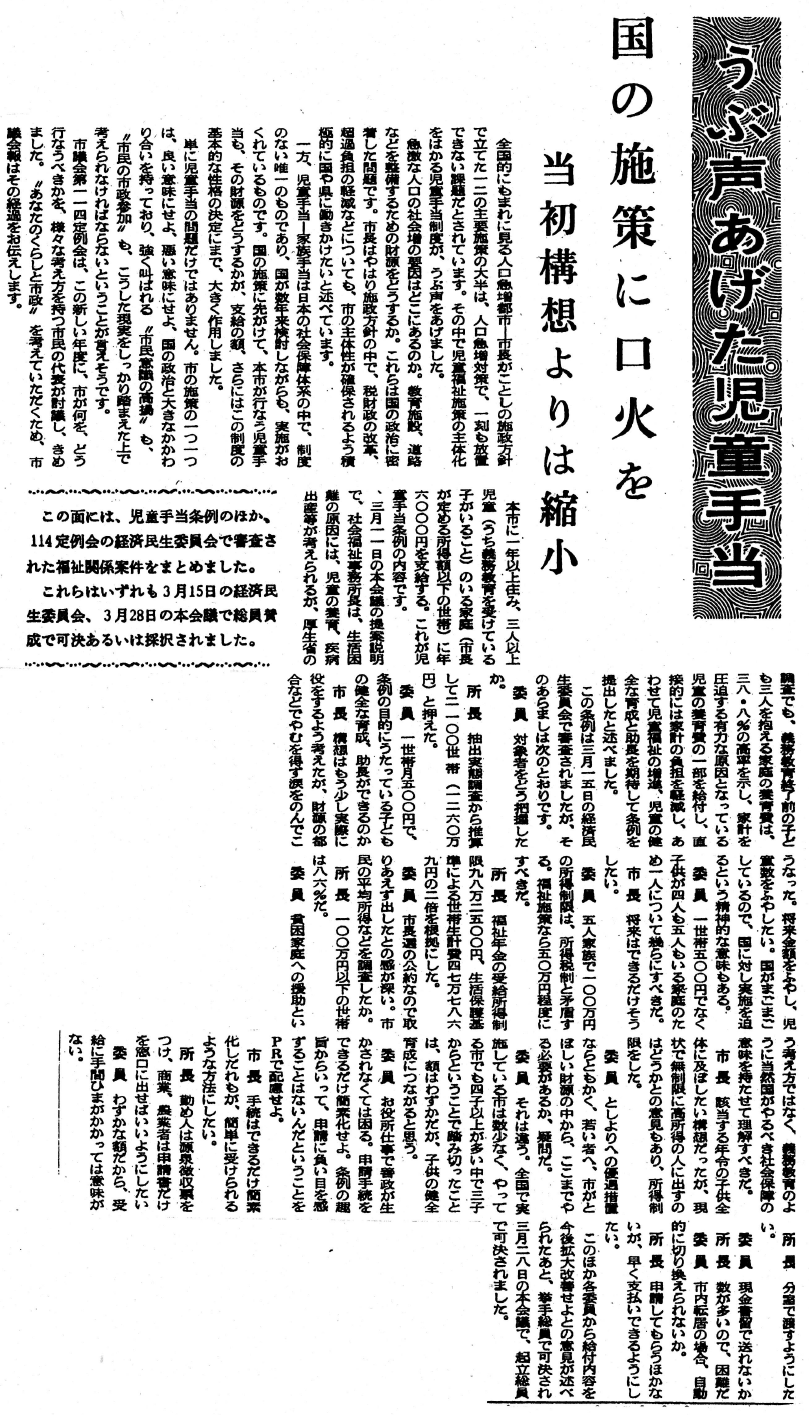 うぶ声あげた児童手当
国の施策に口火を
当初構想よりは縮小
全国的にもまれに見る人口急増都市―市長がことしの施政方針
で立てた一二の主要施策の大半は、人口急増対策で、一刻も放置
できない課題だとされています。その中で児童福祉施策の主体化
をはかる児童手当制度が、うぶ声をあげました。
急激な人口の社会増の要因はどこにあるのか。教育施設、道路
などを整備するための財源をどうするか。これらは国の政治に密
着した問題です。市長はやはり施政方針の中で、税財政の改革、
超過負担の軽減などについても、市の主体性が確保されるよう積
極的に国や県に働きかけたいと述べています。
一方、児童手当―家族手当は日本の社会保障体系の中で、制度
のない唯一のものであり、国が数年来検討しながらも、実施がお
くれているものです。国の施策に先がけて、本市が行なう児童手
当も、その財源をどうするかが、支給の額、さらにはこの制度の
基本的な性格の決定にまで、大きく作用しました。
単に児童手当の問題だけではありません。市の施策の一つ一つ
は、良い意味にせよ、悪い意味にせよ、国の政治と大きなかかわ
り合いを持っており、強く叫ばれる〝市民意識の高揚〟も、
〝市民の市政参加〟も、こうした現実をしっかり踏まえた上で
考えられなければならないということが言えそうです。
市議会第一一四定例会は、この新しい年度に、市が何を、どう
行なうべきかを、様々な考え方を持つ市民の代表が討議し、きめ
ました。〝あなたのくらしと市政〟を考えていただくため、市
議会報はその経過をお伝えします。
この面には、児童手当条例のほか、
114定例会の経済民生委員会で審査さ
れた福祉関係案件をまとめました。
これらはいずれも3月15日の経済民
生委員会、3月28日の本会議で総員賛
成で可決あるいは採択されました。
本市に一年以上住み、三人以上
児童（うち義務教育を受けている
子がいること）のいる家庭（市長
が定める所得額以下の世帯）に年
六〇〇〇円を支給する。これが児
童手当条例の内容です。
三月一一日の本会議の提案説明
で、社会福祉事務所長は、生活困
難の原因には、児童の養育、疾病
出産等が考えられるが、厚生省の
調査でも、義務教育終了前の子ど
も三人を抱える家庭の養育費は、
三八・八％の高率を示し、家計を
圧迫する有力な原因となっている
児童の養育費の一部を給付し、直
接的には家計の負担を軽減し、あ
わせて児童福祉の増進、児童の健
全な育成と助長を期待して条例を
提出したと述べました。
この条例は三月一五日の経済民
生委員会で審査されましたが、そ
のあらましは次のとおりです。
委員　対象者をどう把握した
か。
所長　抽出実態調査から推算
して二一〇〇世帯（一二六〇万
円）と押えた。
委員　一世帯月五〇〇円で、
条例の目的にうたっている子ども
の健全な育成、助長ができるのか
市長　構想はもう少し実際に
役をするよう考えたが、財源の都
合などでやむを得ず涙をのんでこ
うなった。将来金額をふやし、児
童数をふやしたい。国がまごまご
しているので、国に対し実施を迫
るという精神的な意味もある。
委員　一世帯五〇〇円でなく
子供が四人も五人もいる家庭のた
め一人について幾らにすべきだ。
市長　将来はできるだけそう
したい。
委員　五人家族で一〇〇万円
の所得制限は、所得税制と矛盾す
る。福祉施策なら五〇万円程度に
すべきだ。
所長　福祉年金の受給所得制
限九八万二五〇〇円、生活保護基
準による世帯生計費四七万七八六
九円の二倍を根拠にした。
委員　市長選の公約なので取
りあえず出したとの感が深い。市
民の平均所得などを調査したか。
所長　一〇〇万円以下の世帯
は八六％だ。
委員　貧困家庭への援助とい
う考え方ではなく、義務教育のよ
うに当然国がやるべき社会保障の
意味を持たせて理解すべきだ。
市長　該当する年令の子供全
体に及ぼしたい構想だったが、現
状で無制限に高所得の人に出すの
はどうかとの意見もあり、所得制
限をした。
委員　としよりへの優遇措置
ならともかく、若い者へ、市がと
ぼしい財源の中から、ここまでや
る必要があるか、疑問だ。
委員　それは違う。全国で実
施している市は数少なく、やって
る市でも四子以上が多い中で三子
からということで踏み切ったこと
は、額はわずかだが、子供の健全
育成につながると思う。
委員　お役所仕事で審政が生
かされなくては困る。申請手続を
できるだけ簡素化せよ。条例の趣
旨からいって、申請に負い目を感
ずることはないんだということを
ＰＲで配慮せよ。
市長　手続はできるだけ簡素
化しだれもが、簡単に受けられる
ような方法にしたい。
所長　勤め人は源泉徴収票を
つけ、商業、農業者は申請書だけ
を窓口に出せばいいようにしたい
委員　わずかな額だから、受
給に手間ひまがかかっては意味が
ない。
所長　分室で渡すようにした
い。
委員　現金書留で送れないか
所長　数が多いので、困難だ
委員　市内転居の場合、自動
的に切り換えられないか。
所長　申請してもらうほかな
いが、早く支払いできるようにし
たい。
このほか各委員から給付内容を
今後拡大改善せよとの意見が述べ
られたあと、挙手総員で可決され
三月二八日の本会議で、起立総員
で可決されました。